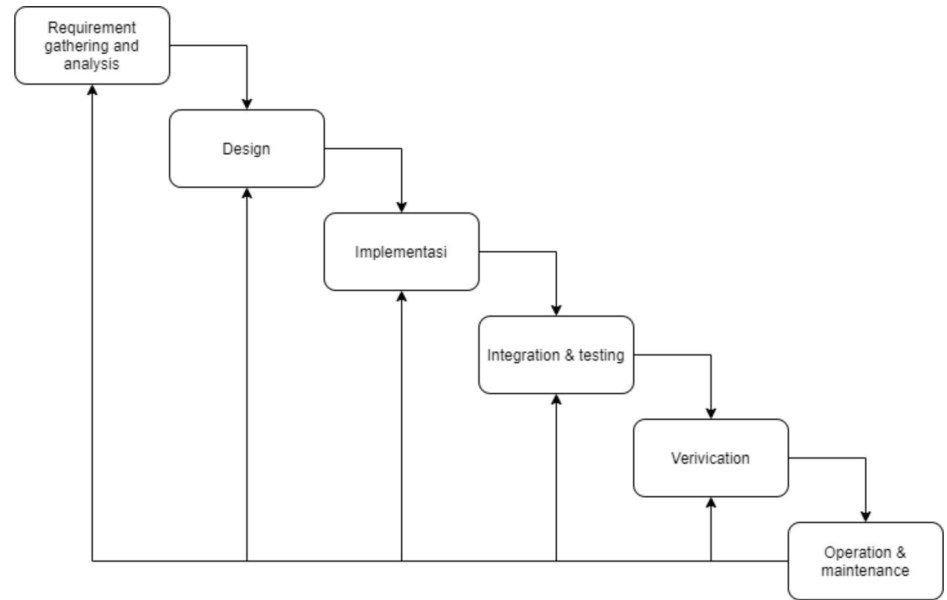 Requirement
gathering and
analysis
Design
Implementasi
Integration & testing
Verivication
Operation &
maintenance